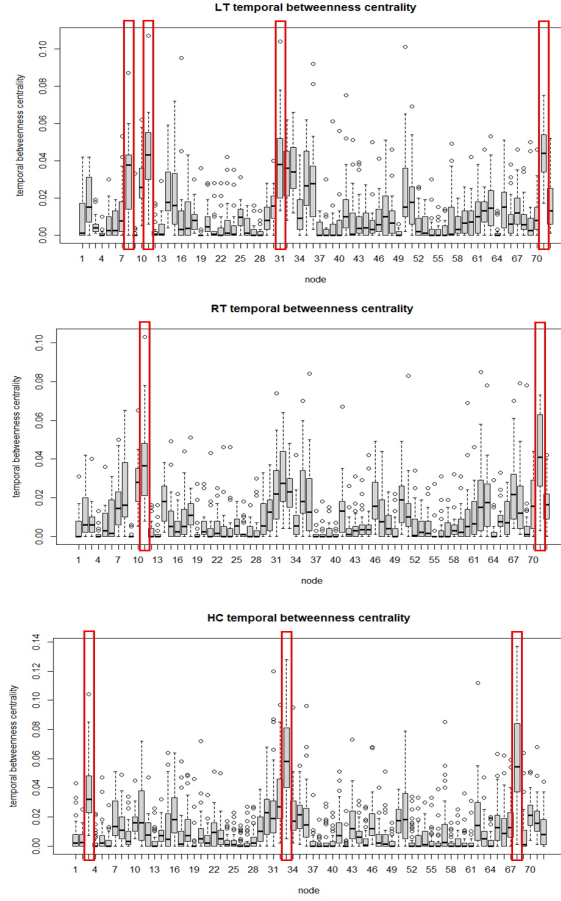 LT temporal betweenness centrality
temporal betweenness centrality
0.00 0.02 0.04 0.06 0.08 0.10
1 4 7 10 13 16 19 22 25 28 31 34 37 40 43 46 49 52 55 58 61 64 67 70
node
RT temporal betweenness centrality
temporal betweenness centrality
0.00 0.02 0.04 0.06 0.08 0.10
1 4 7 10 13 16 19 22 25 28 31 34 37 40 43 46 49 52 55 58 61 64 67 70
node
HC temporal betweenness centrality
temporal betweenness centrality
0.00 0.02 0.04 0.06 0.08 0.10 0.12 0.14
1 4 7 10 13 16 19 22 25 28 31 34 37 40 43 46 49 52 55 58 61 64 67 70
node